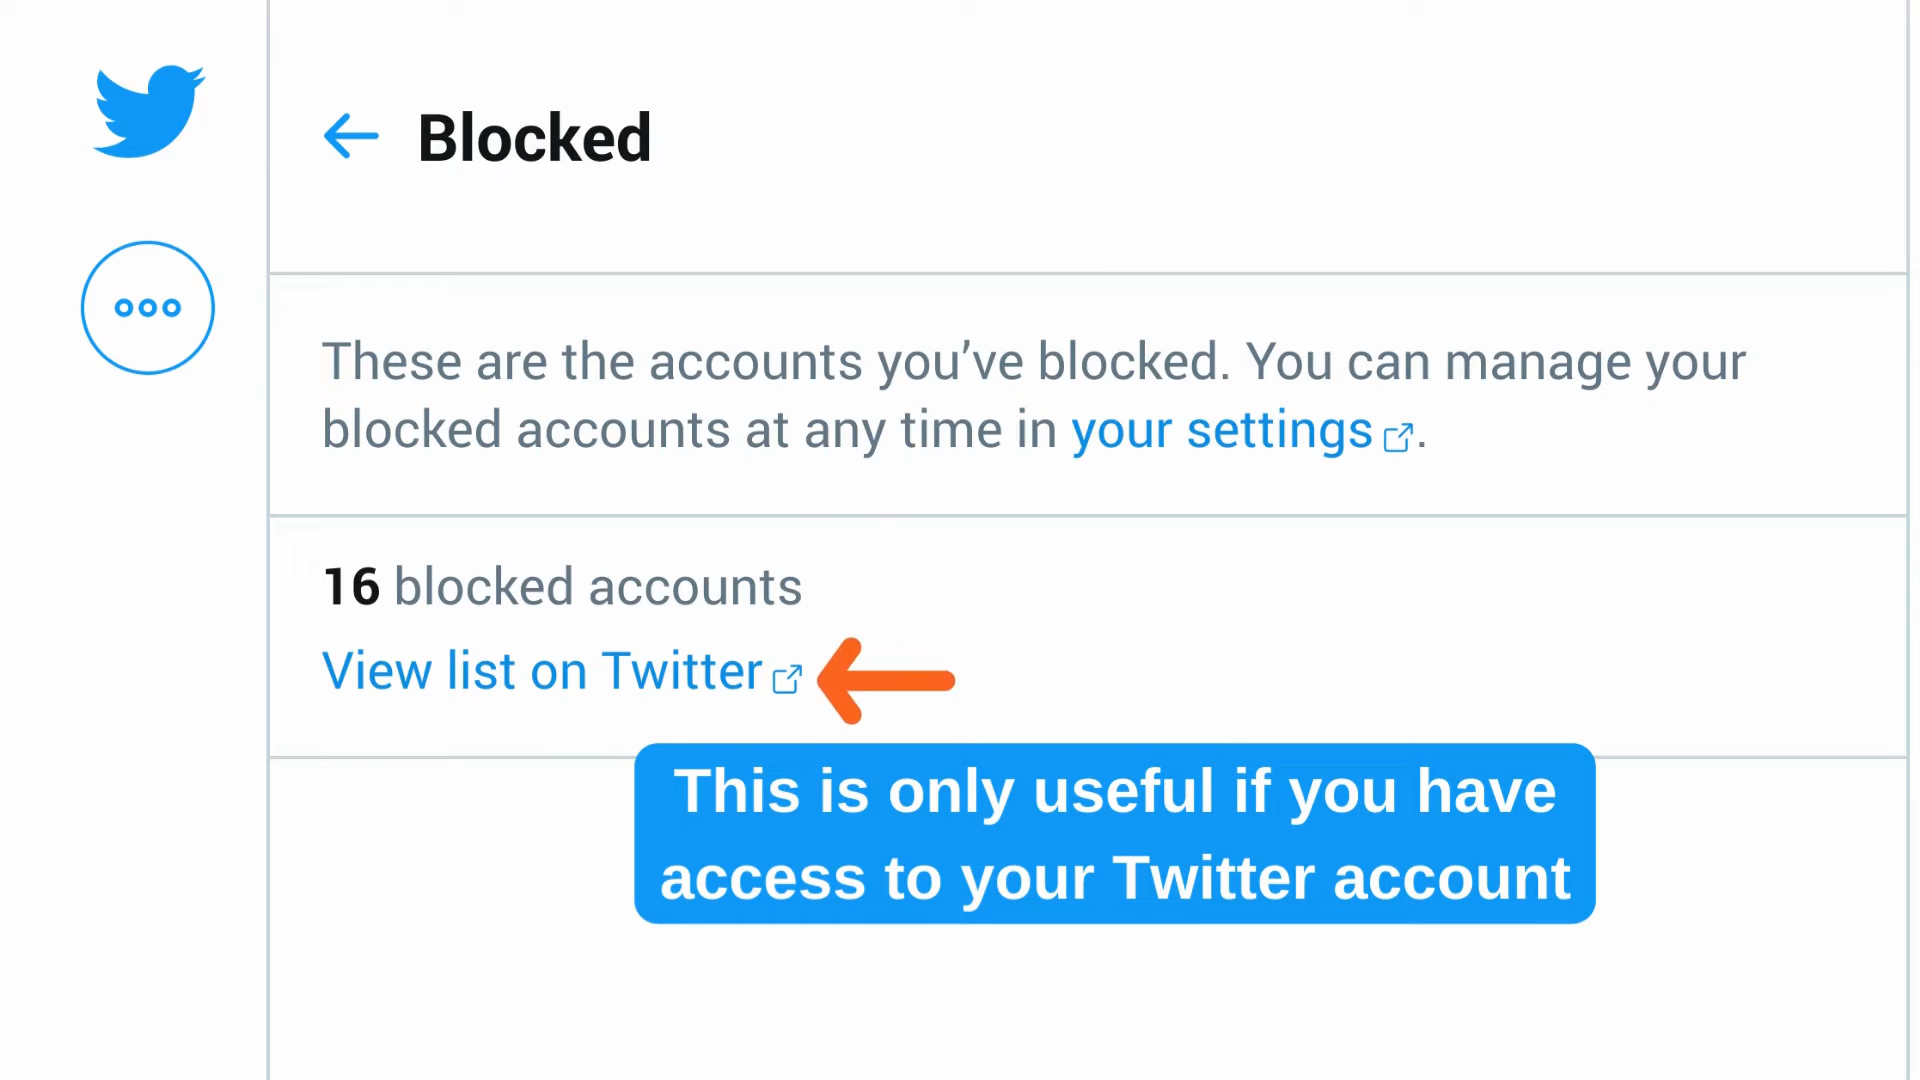 Blocked
These are the accounts you’ve blocked. You can manage your
blocked accounts at any time in your settings.
16 blocked accounts
View list on Twitter
This is only useful if you have
access to your Twitter account